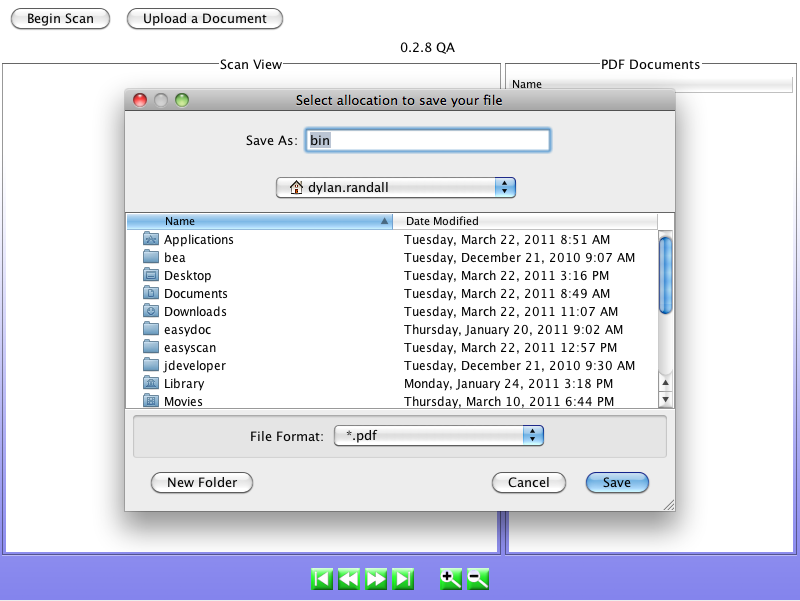 Begin Scan Upload a Document
0.2.8 QA
Scan View PDF Documents
Name
Select allocation to save your file
Save As: bin
dylan.randall
Name Date Modified
Applications Tuesday, March 22, 2011 8:51 AM
bea Tuesday, December 21, 2010 9:07 AM
Desktop Tuesday, March 22, 2011 3:16 PM
Documents Tuesday, March 22, 2011 8:49 AM
Downloads Tuesday, March 22, 2011 11:07 AM
easydoc Thursday, January 20, 2011 9:02 AM
easyscan Tuesday, March 22, 2011 12:57 PM
jdeveloper Tuesday, December 21, 2010 9:30 AM
Library Monday, January 24, 2011 3:18 PM
Movies Thursday, March 10, 2011 6:44 PM
File Format: *.pdf
New Folder Cancel Save